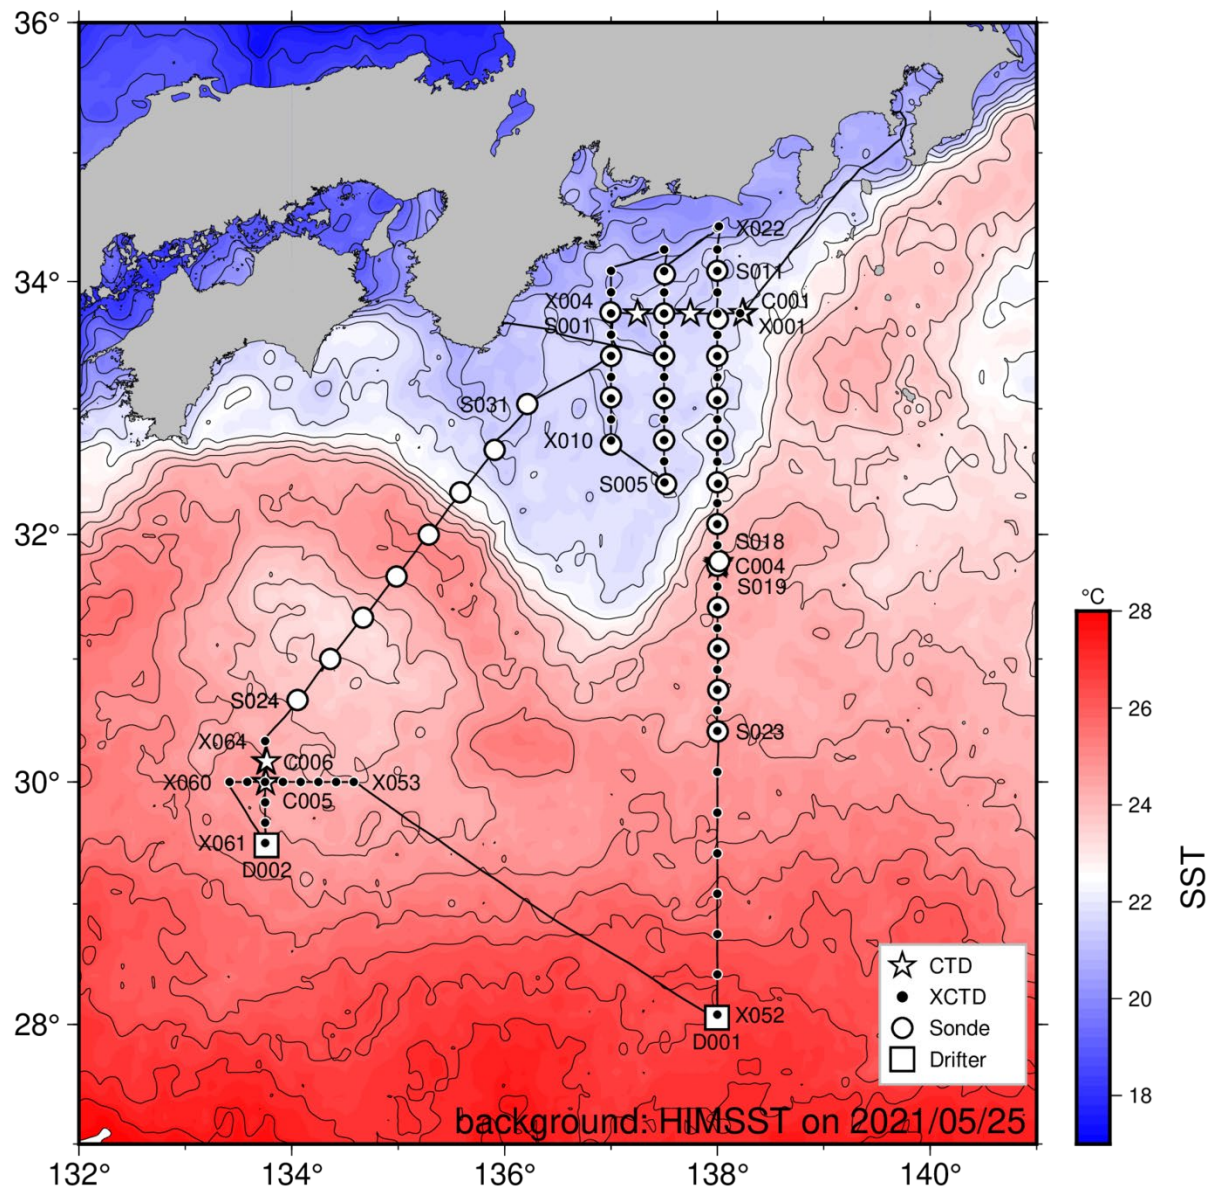 36°
34°
32°
30°
28°
132°
134°
136°
138°
140°
X022
S011
X004
C001
S001
X001
S031
X010
S005
S018
C004
S019
S024
S023
X064
C006
X060
X053
C005
X061
D002
X052
D001
CTD
XCTD
Sonde
Drifter
background: HIMSST on 2021/05/25
°C
28
26
24
22
20
18
SST